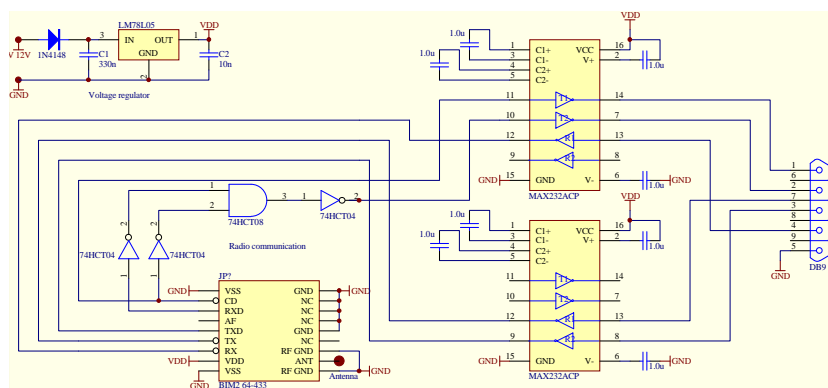 LM78L05
VDD
V 12V
1N4148
3
IN
OUT
1
GND
2
C1
330n
C2
10n
GND
Voltage regulator
1.0u
1.0u
1
3
4
5
C1+
C1-
C2+
C2-
VCC
V+
16
2
VDD
1.0u
11
T1
14
10
T2
7
12
R1
13
9
R2
8
GND
15
GND
V-
6
GND
1.0u
MAX232ACP
1
2
74HCT08
3
1
2
74HCT04
2
2
74HCT04
74HCT04
1
1
Radio communication
1.0u
1.0u
1
3
4
5
C1+
C1-
C2+
C2-
VCC
V+
16
2
VDD
1.0u
11
T1
14
10
T2
7
12
R1
13
9
R2
8
GND
15
GND
V-
6
1.0u
MAX232ACP
JP?
GND
VSS
GND
GND
CD
NC
RXD
NC
AF
NC
TXD
GND
TX
NC
RX
RF GND
VDD
VDD
ANT
VSS
RF GND
GND
GND
Antenna
BIM2 64-433
1
6
2
7
3
8
4
9
5
GND
DB9